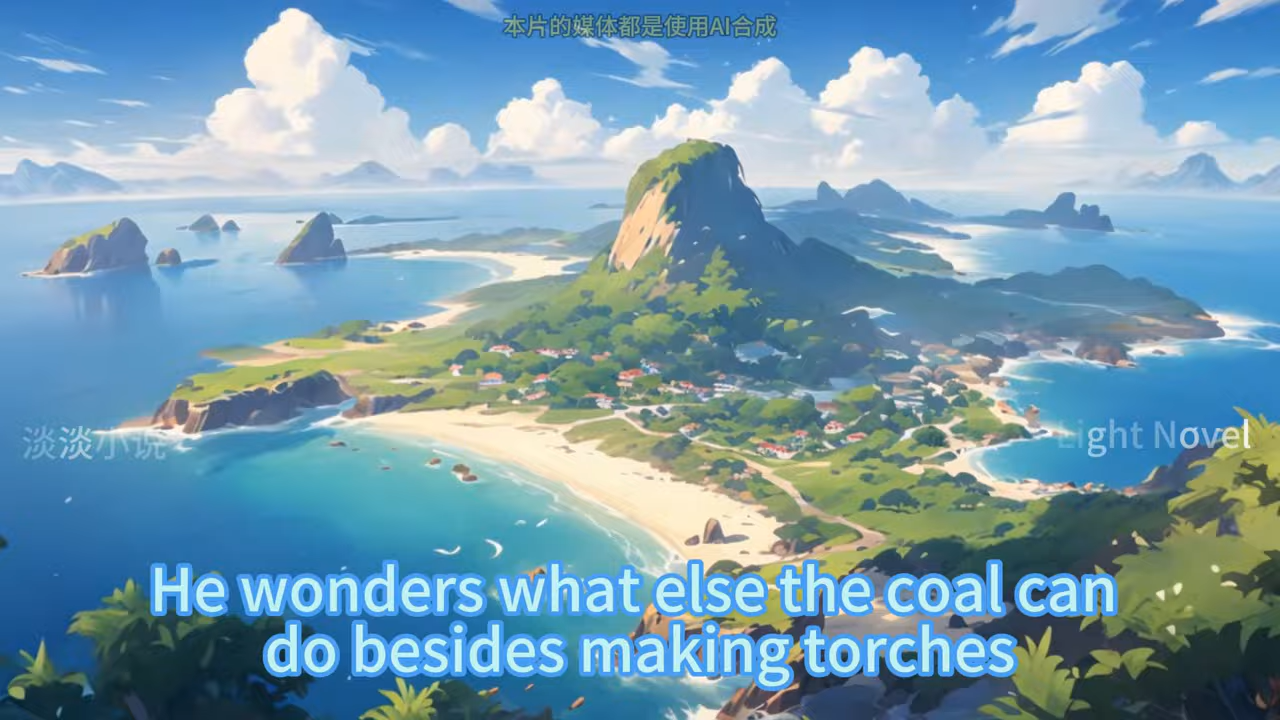 本片的媒体都是使用AI合成
淡淡小说
Light Novel
He wonders what else the coal can
do besides making torches